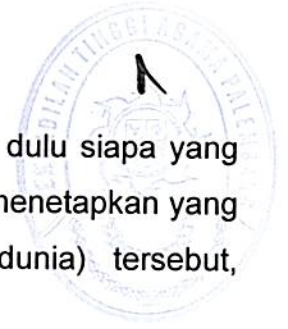 dulu siapa yang
menetapkan yang
dunia) tersebut,